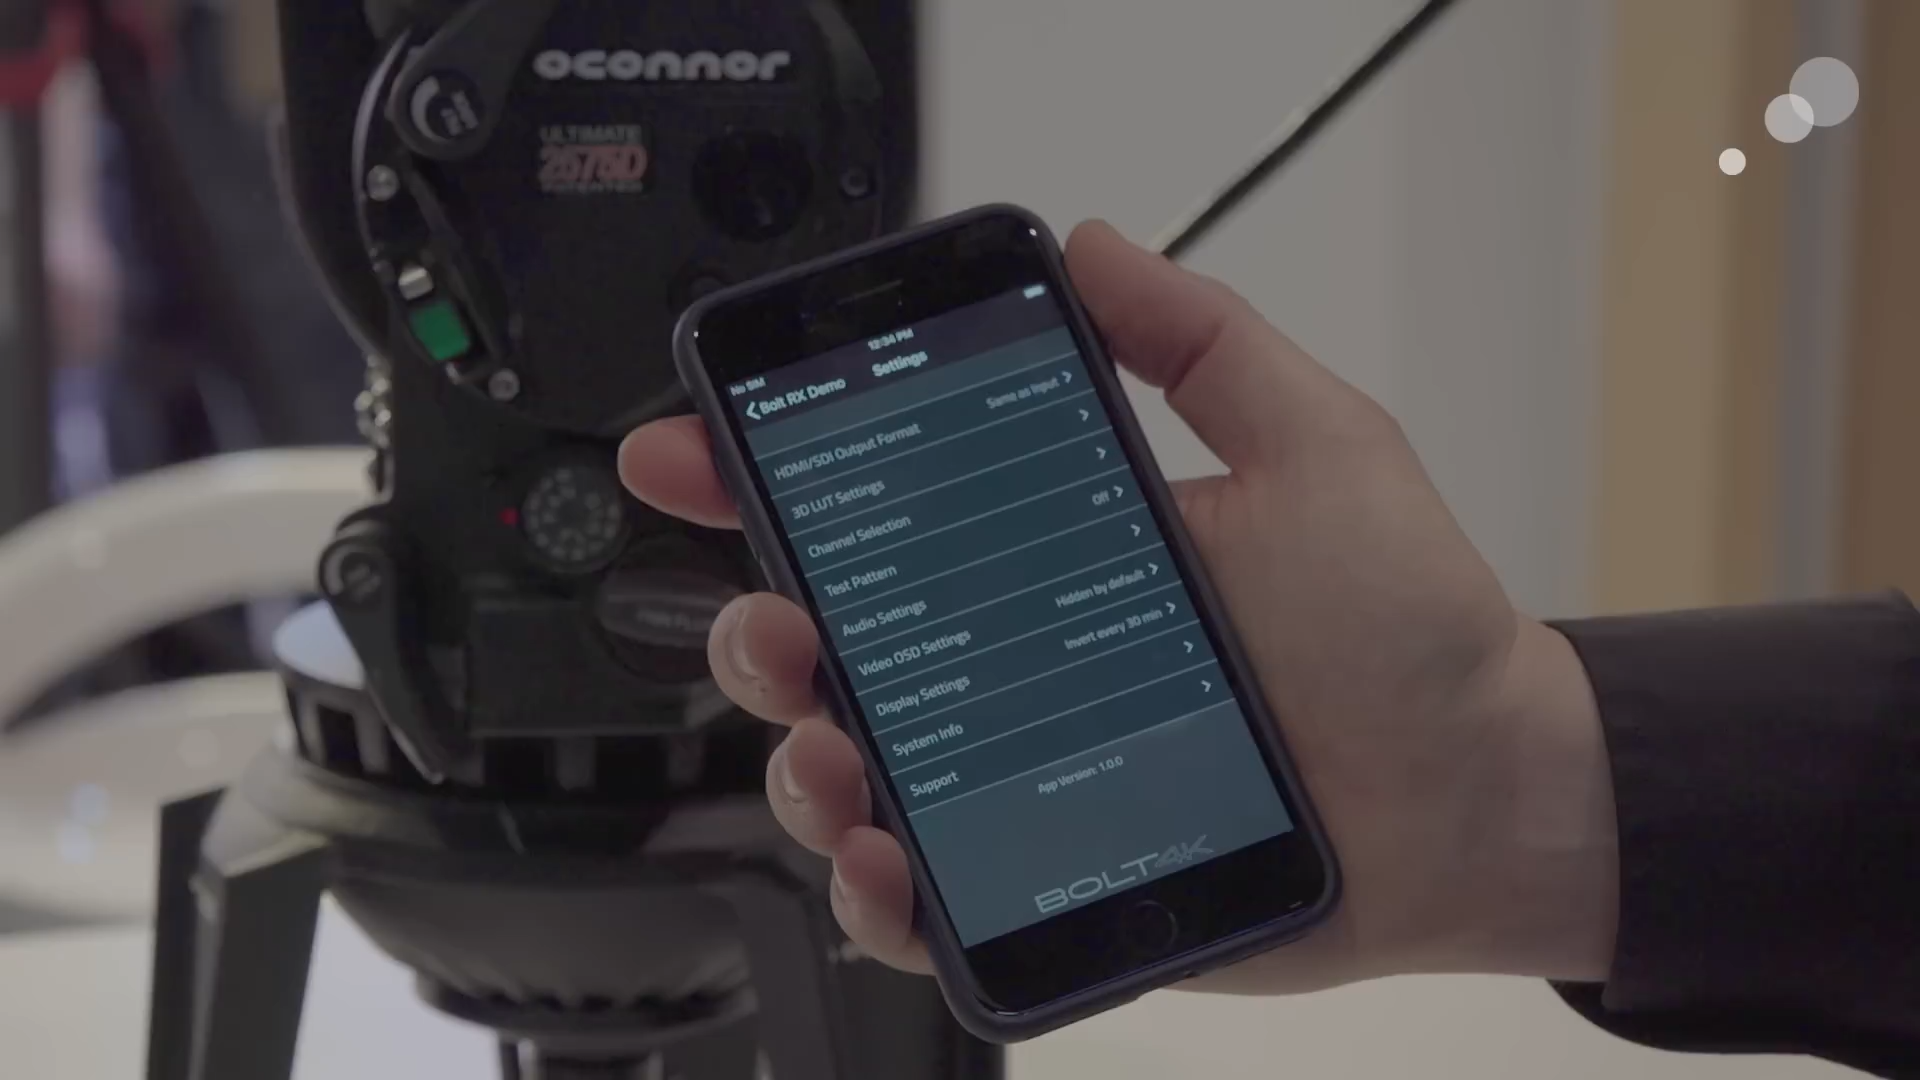 oconnor
ULTIMATE
2575D
PATENTED
No SIM
12:34 PM
Bolt RX Demo
Settings
HDMI/SDI Output Format
Same as Input
3D LUT Settings
Channel Selection
Test Pattern
Off
Audio Settings
Video OSD Settings
Hidden by default
Display Settings
Invert every 30 min
System Info
Support
App Version: 1.0.0
BOLT4K